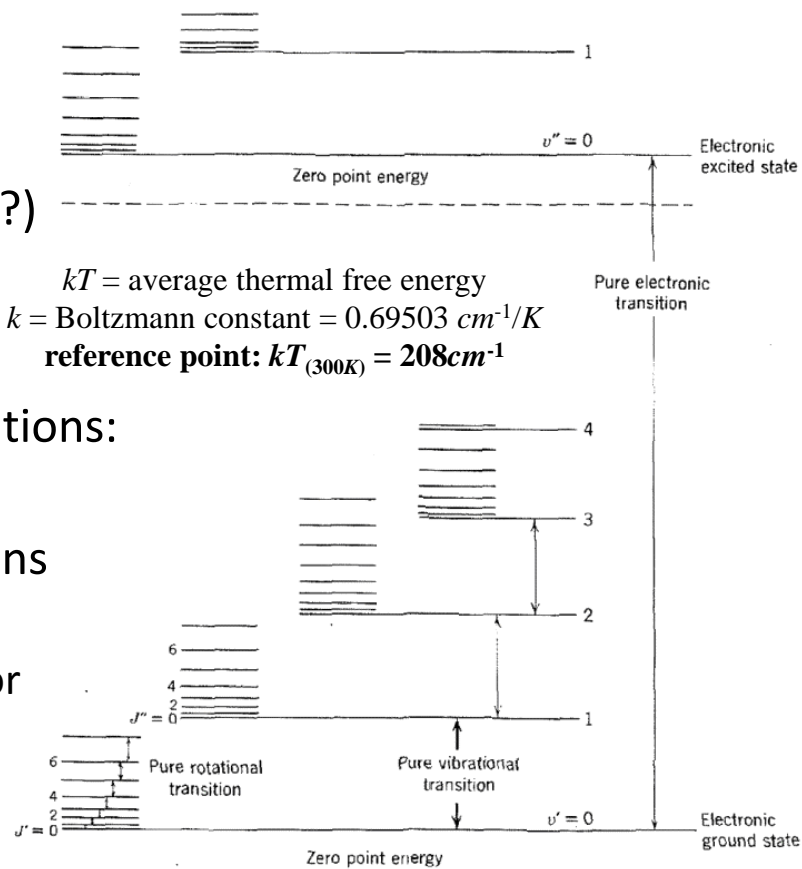 1
υ″ = 0
Electronic
excited state
Zero point energy
?)
kT = average thermal free energy
k = Boltzmann constant = 0.69503 cm⁻¹/K
reference point: kT₍₃₀₀K₎ = 208cm⁻¹
Pure electronic
transition
tions:
4
3
ns
2
6
or
4
2
J″ = 0
1
6
Pure rotational
transition
Pure vibrational
transition
4
2
J′ = 0
υ′ = 0
Electronic
ground state
Zero point energy